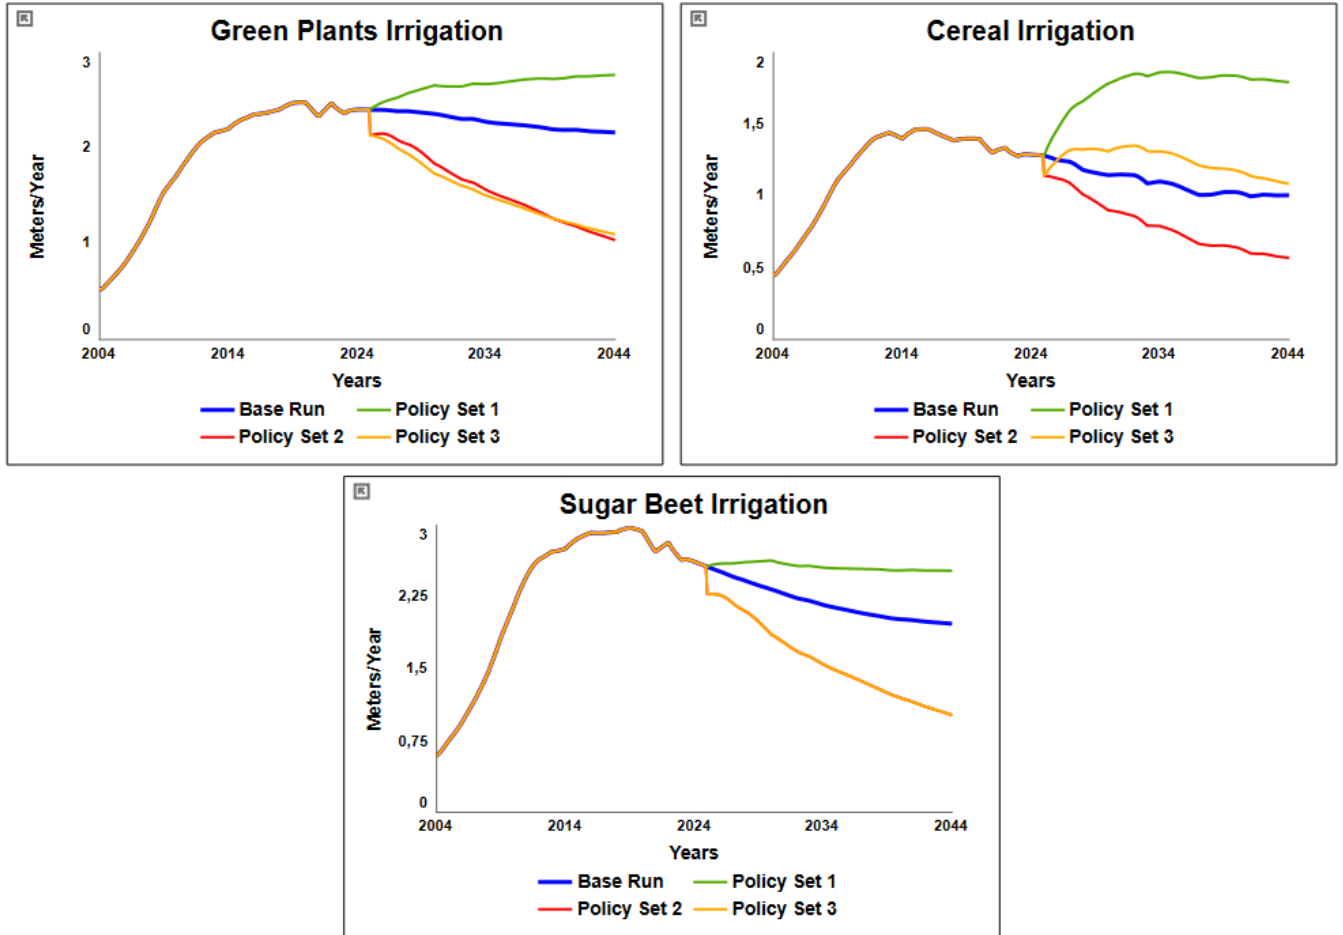 Green Plants Irrigation
3
2
1
0
Meters/Year
2004 2014 2024 2034 2044
Years
Base Run Policy Set 1
Policy Set 2 Policy Set 3
Cereal Irrigation
2
1,5
1
0,5
0
Meters/Year
2004 2014 2024 2034 2044
Years
Base Run Policy Set 1
Policy Set 2 Policy Set 3
Sugar Beet Irrigation
3
2,25
1,5
0,75
0
Meters/Year
2004 2014 2024 2034 2044
Years
Base Run Policy Set 1
Policy Set 2 Policy Set 3